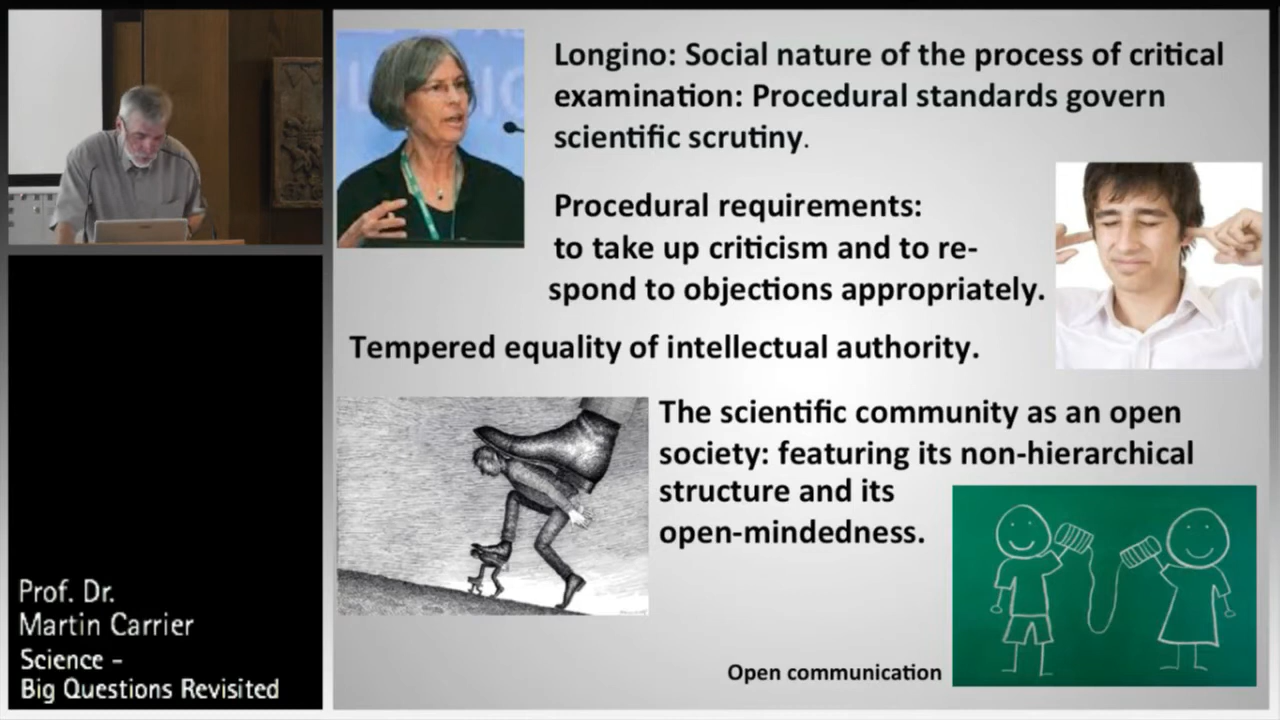 Longino: Social nature of the process of critical
examination: Procedural standards govern
scientific scrutiny.
Procedural requirements:
to take up criticism and to re-
spond to objections appropriately.
Tempered equality of intellectual authority.
The scientific community as an open
society: featuring its non-hierarchical
structure and its
open-mindedness.
Open communication
Prof. Dr.
Martin Carrier
Science -
Big Questions Revisited